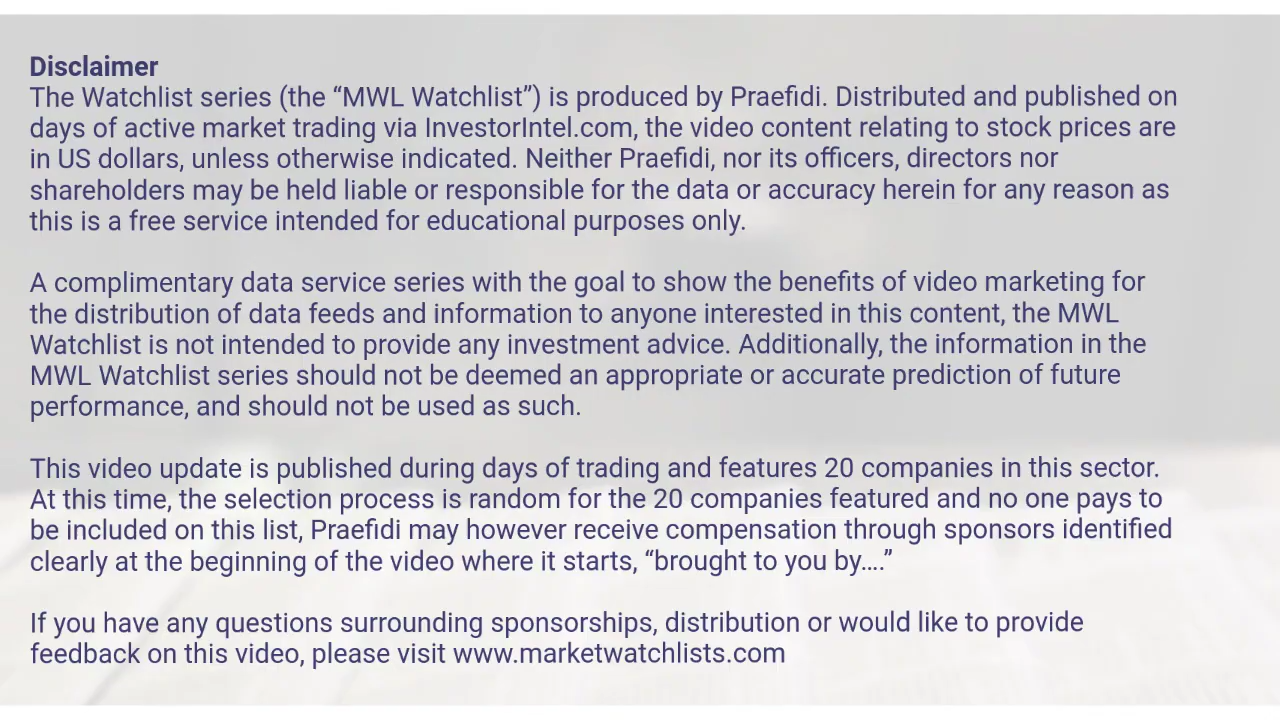 Disclaimer
The Watchlist series (the “MWL Watchlist”) is produced by Praefidi. Distributed and published on
days of active market trading via InvestorIntel.com, the video content relating to stock prices are
in US dollars, unless otherwise indicated. Neither Praefidi, nor its officers, directors nor
shareholders may be held liable or responsible for the data or accuracy herein for any reason as
this is a free service intended for educational purposes only.
A complimentary data service series with the goal to show the benefits of video marketing for
the distribution of data feeds and information to anyone interested in this content, the MWL
Watchlist is not intended to provide any investment advice. Additionally, the information in the
MWL Watchlist series should not be deemed an appropriate or accurate prediction of future
performance, and should not be used as such.
This video update is published during days of trading and features 20 companies in this sector.
At this time, the selection process is random for the 20 companies featured and no one pays to
be included on this list, Praefidi may however receive compensation through sponsors identified
clearly at the beginning of the video where it starts, “brought to you by....”
If you have any questions surrounding sponsorships, distribution or would like to provide
feedback on this video, please visit www.marketwatchlists.com